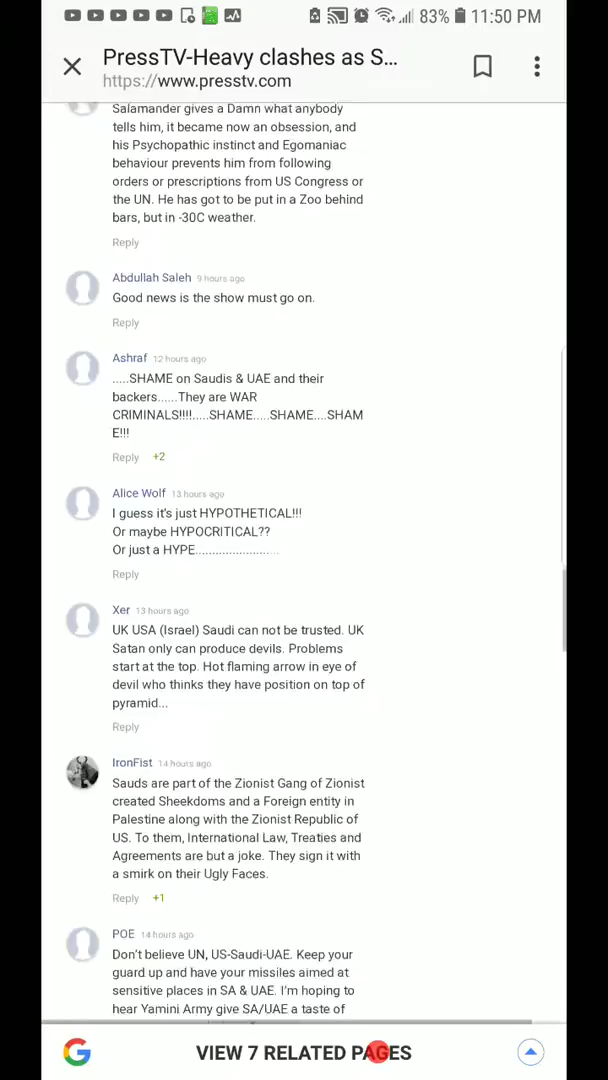 83% 11:50 PM
PressTV-Heavy clashes as S...
https://www.presstv.com
Salamander gives a Damn what anybody
tells him, it became now an obsession, and
his Psychopathic instinct and Egomaniac
behaviour prevents him from following
orders or prescriptions from US Congress or
the UN. He has got to be put in a Zoo behind
bars, but in -30C weather.
Reply
Abdullah Saleh 9 hours ago
Good news is the show must go on.
Reply
Ashraf 12 hours ago
.....SHAME on Saudis & UAE and their
backers......They are WAR
CRIMINALS!!!!.....SHAME.....SHAME....SHAM
E!!!
Reply +2
Alice Wolf 13 hours ago
I guess it's just HYPOTHETICAL!!!
Or maybe HYPOCRITICAL??
Or just a HYPE.........................
Reply
Xer 13 hours ago
UK USA (Israel) Saudi can not be trusted. UK
Satan only can produce devils. Problems
start at the top. Hot flaming arrow in eye of
devil who thinks they have position on top of
pyramid...
Reply
IronFist 14 hours ago
Sauds are part of the Zionist Gang of Zionist
created Sheekdoms and a Foreign entity in
Palestine along with the Zionist Republic of
US. To them, International Law, Treaties and
Agreements are but a joke. They sign it with
a smirk on their Ugly Faces.
Reply +1
POE 14 hours ago
Don't believe UN, US-Saudi-UAE. Keep your
guard up and have your missiles aimed at
sensitive places in SA & UAE. I'm hoping to
hear Yamini Army give SA/UAE a taste of
VIEW 7 RELATED PAGES